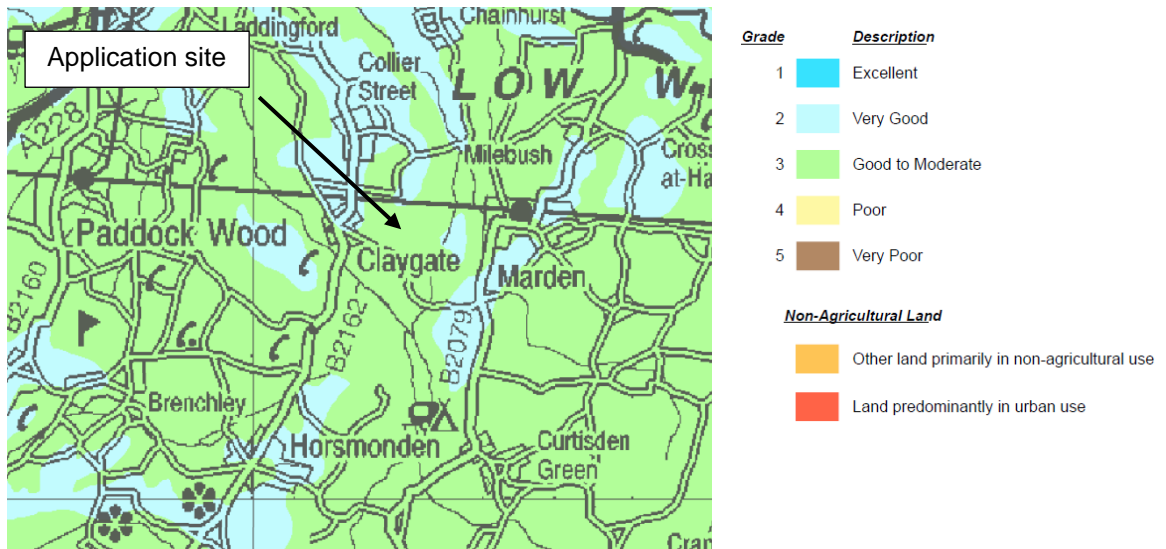 Application site
Laddingford
Chainhurst
Collier
Street
LOW W
A228
Milebush
Cross
at-Ha
Paddock Wood
Claygate
Marden
B2160
B2162
B2079
Brenchley
Horsmonden
Curtisden
Green
Cran
Grade Description
1 Excellent
2 Very Good
3 Good to Moderate
4 Poor
5 Very Poor
Non-Agricultural Land
Other land primarily in non-agricultural use
Land predominantly in urban use